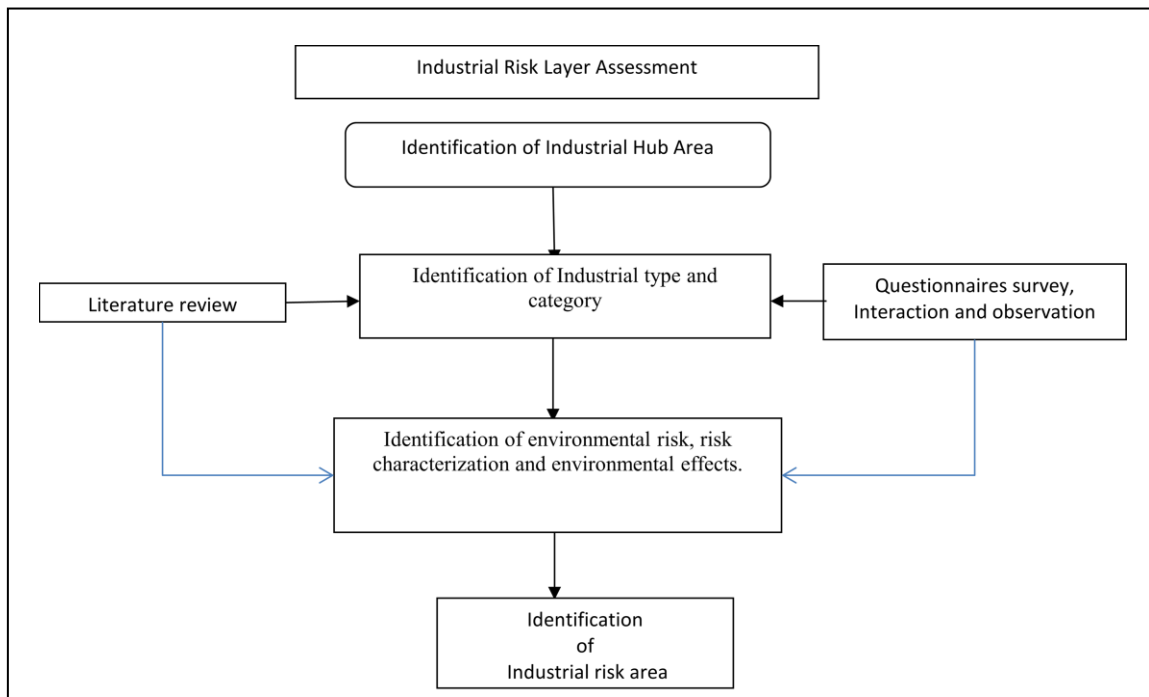 Industrial Risk Layer Assessment
Identification of Industrial Hub Area
Identification of Industrial type and
category
Literature review
Questionnaires survey,
Interaction and observation
Identification of environmental risk, risk
characterization and environmental effects.
Identification
of
Industrial risk area